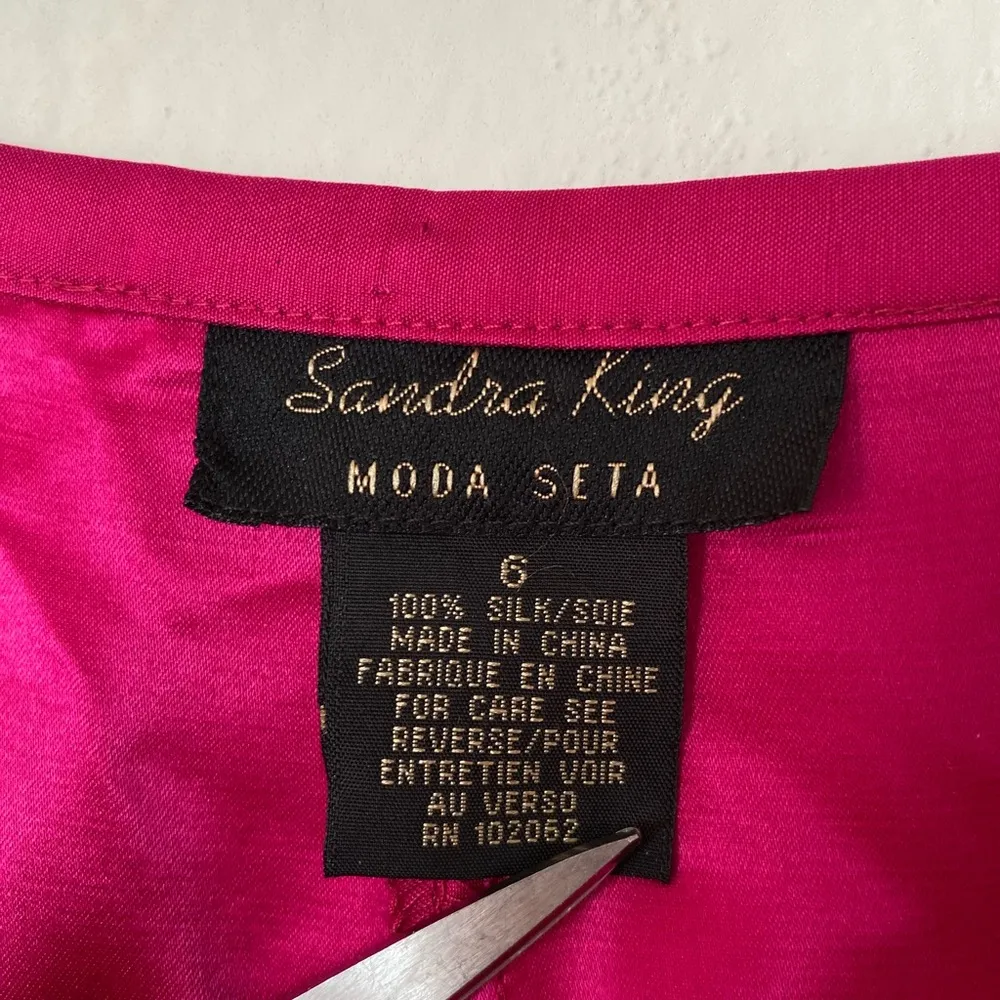 Sandra King
MODA SETA
6
100% SILK/SOIE
MADE IN CHINA
FABRIQUE EN CHINE
FOR CARE SEE
REVERSE/POUR
ENTRETIEN VOIR
AU VERSO
RN 102062